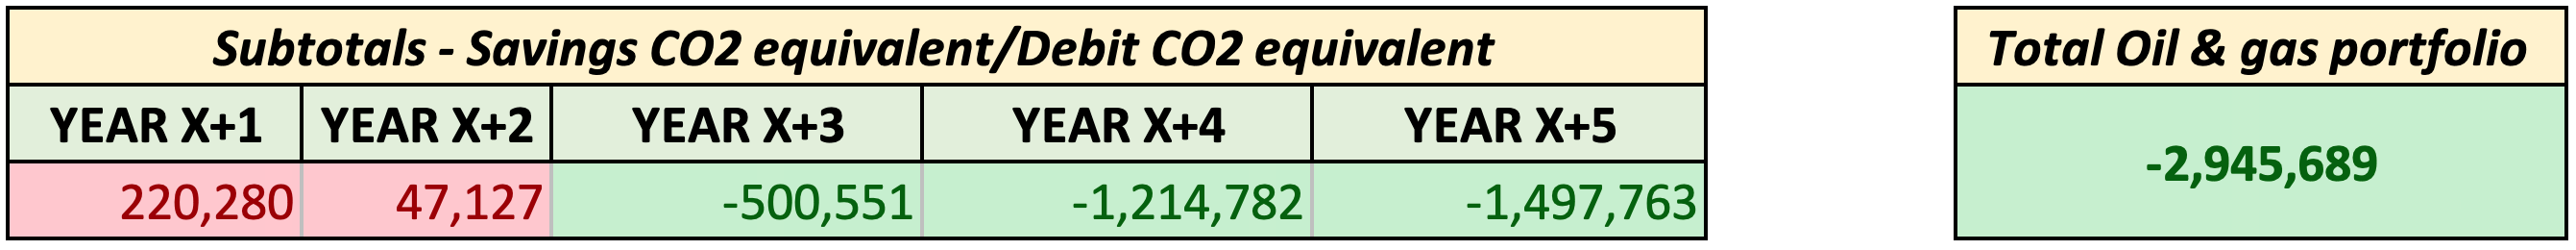 Subtotals - Savings CO2 equivalent/Debit CO2 equivalent
YEAR X+1 YEAR X+2 YEAR X+3 YEAR X+4 YEAR X+5
220,280 47,127 -500,551 -1,214,782 -1,497,763
Total Oil & gas portfolio
-2,945,689